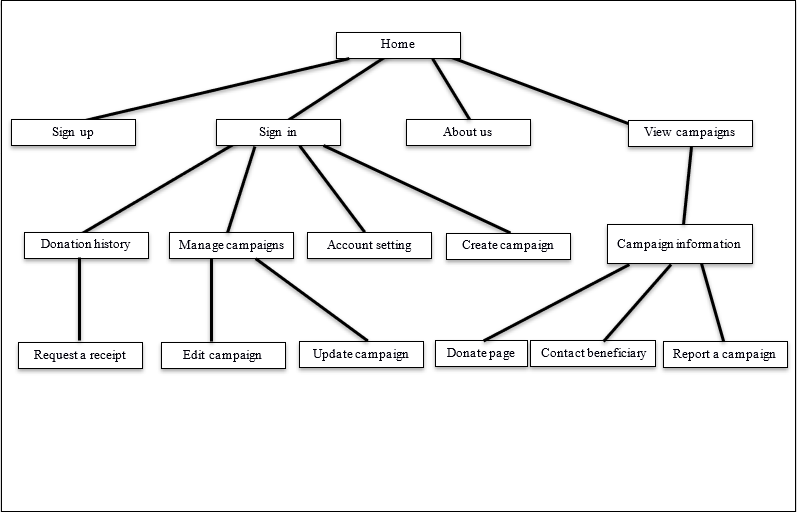 Home
Sign up
Sign in
About us
View campaigns
Donation history
Manage campaigns
Account setting
Create campaign
Campaign information
Request a receipt
Edit campaign
Update campaign
Donate page
Contact beneficiary
Report a campaign